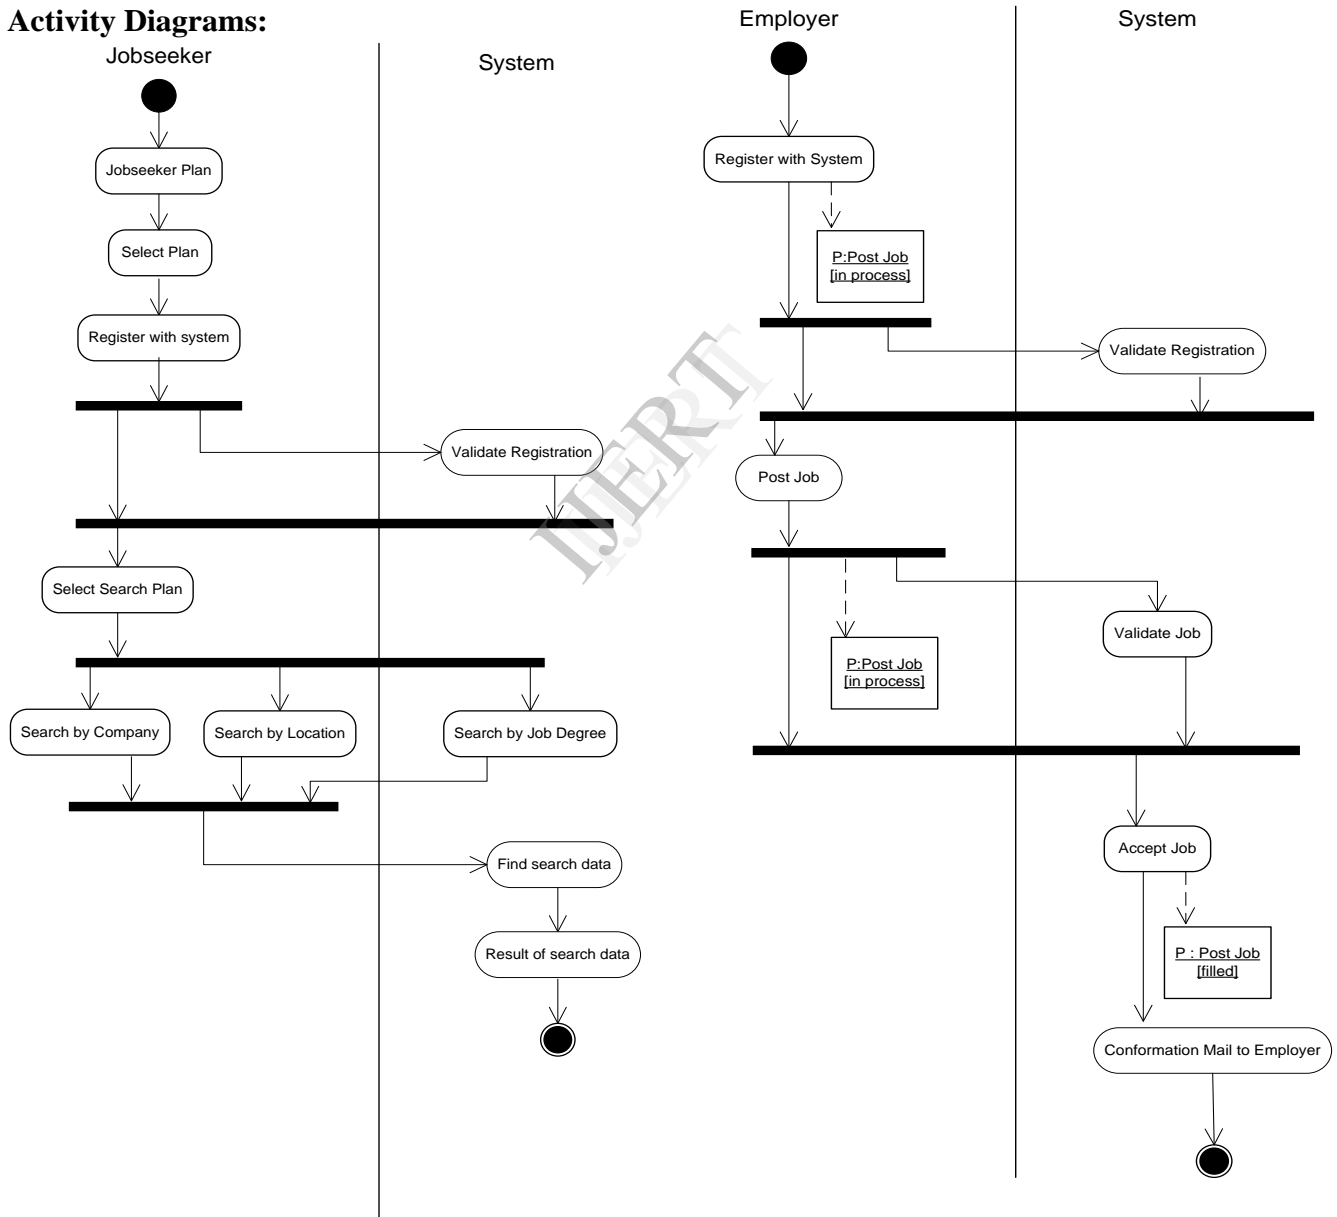 Activity Diagrams:
Jobseeker
System
Jobseeker Plan
Select Plan
Register with system
Validate Registration
Select Search Plan
Search by Company
Search by Location
Search by Job Degree
Find search data
Result of search data
IJERT
Employer
System
Register with System
P:Post Job
[in process]
Validate Registration
Post Job
P:Post Job
[in process]
Validate Job
Accept Job
P : Post Job
[filled]
Conformation Mail to Employer